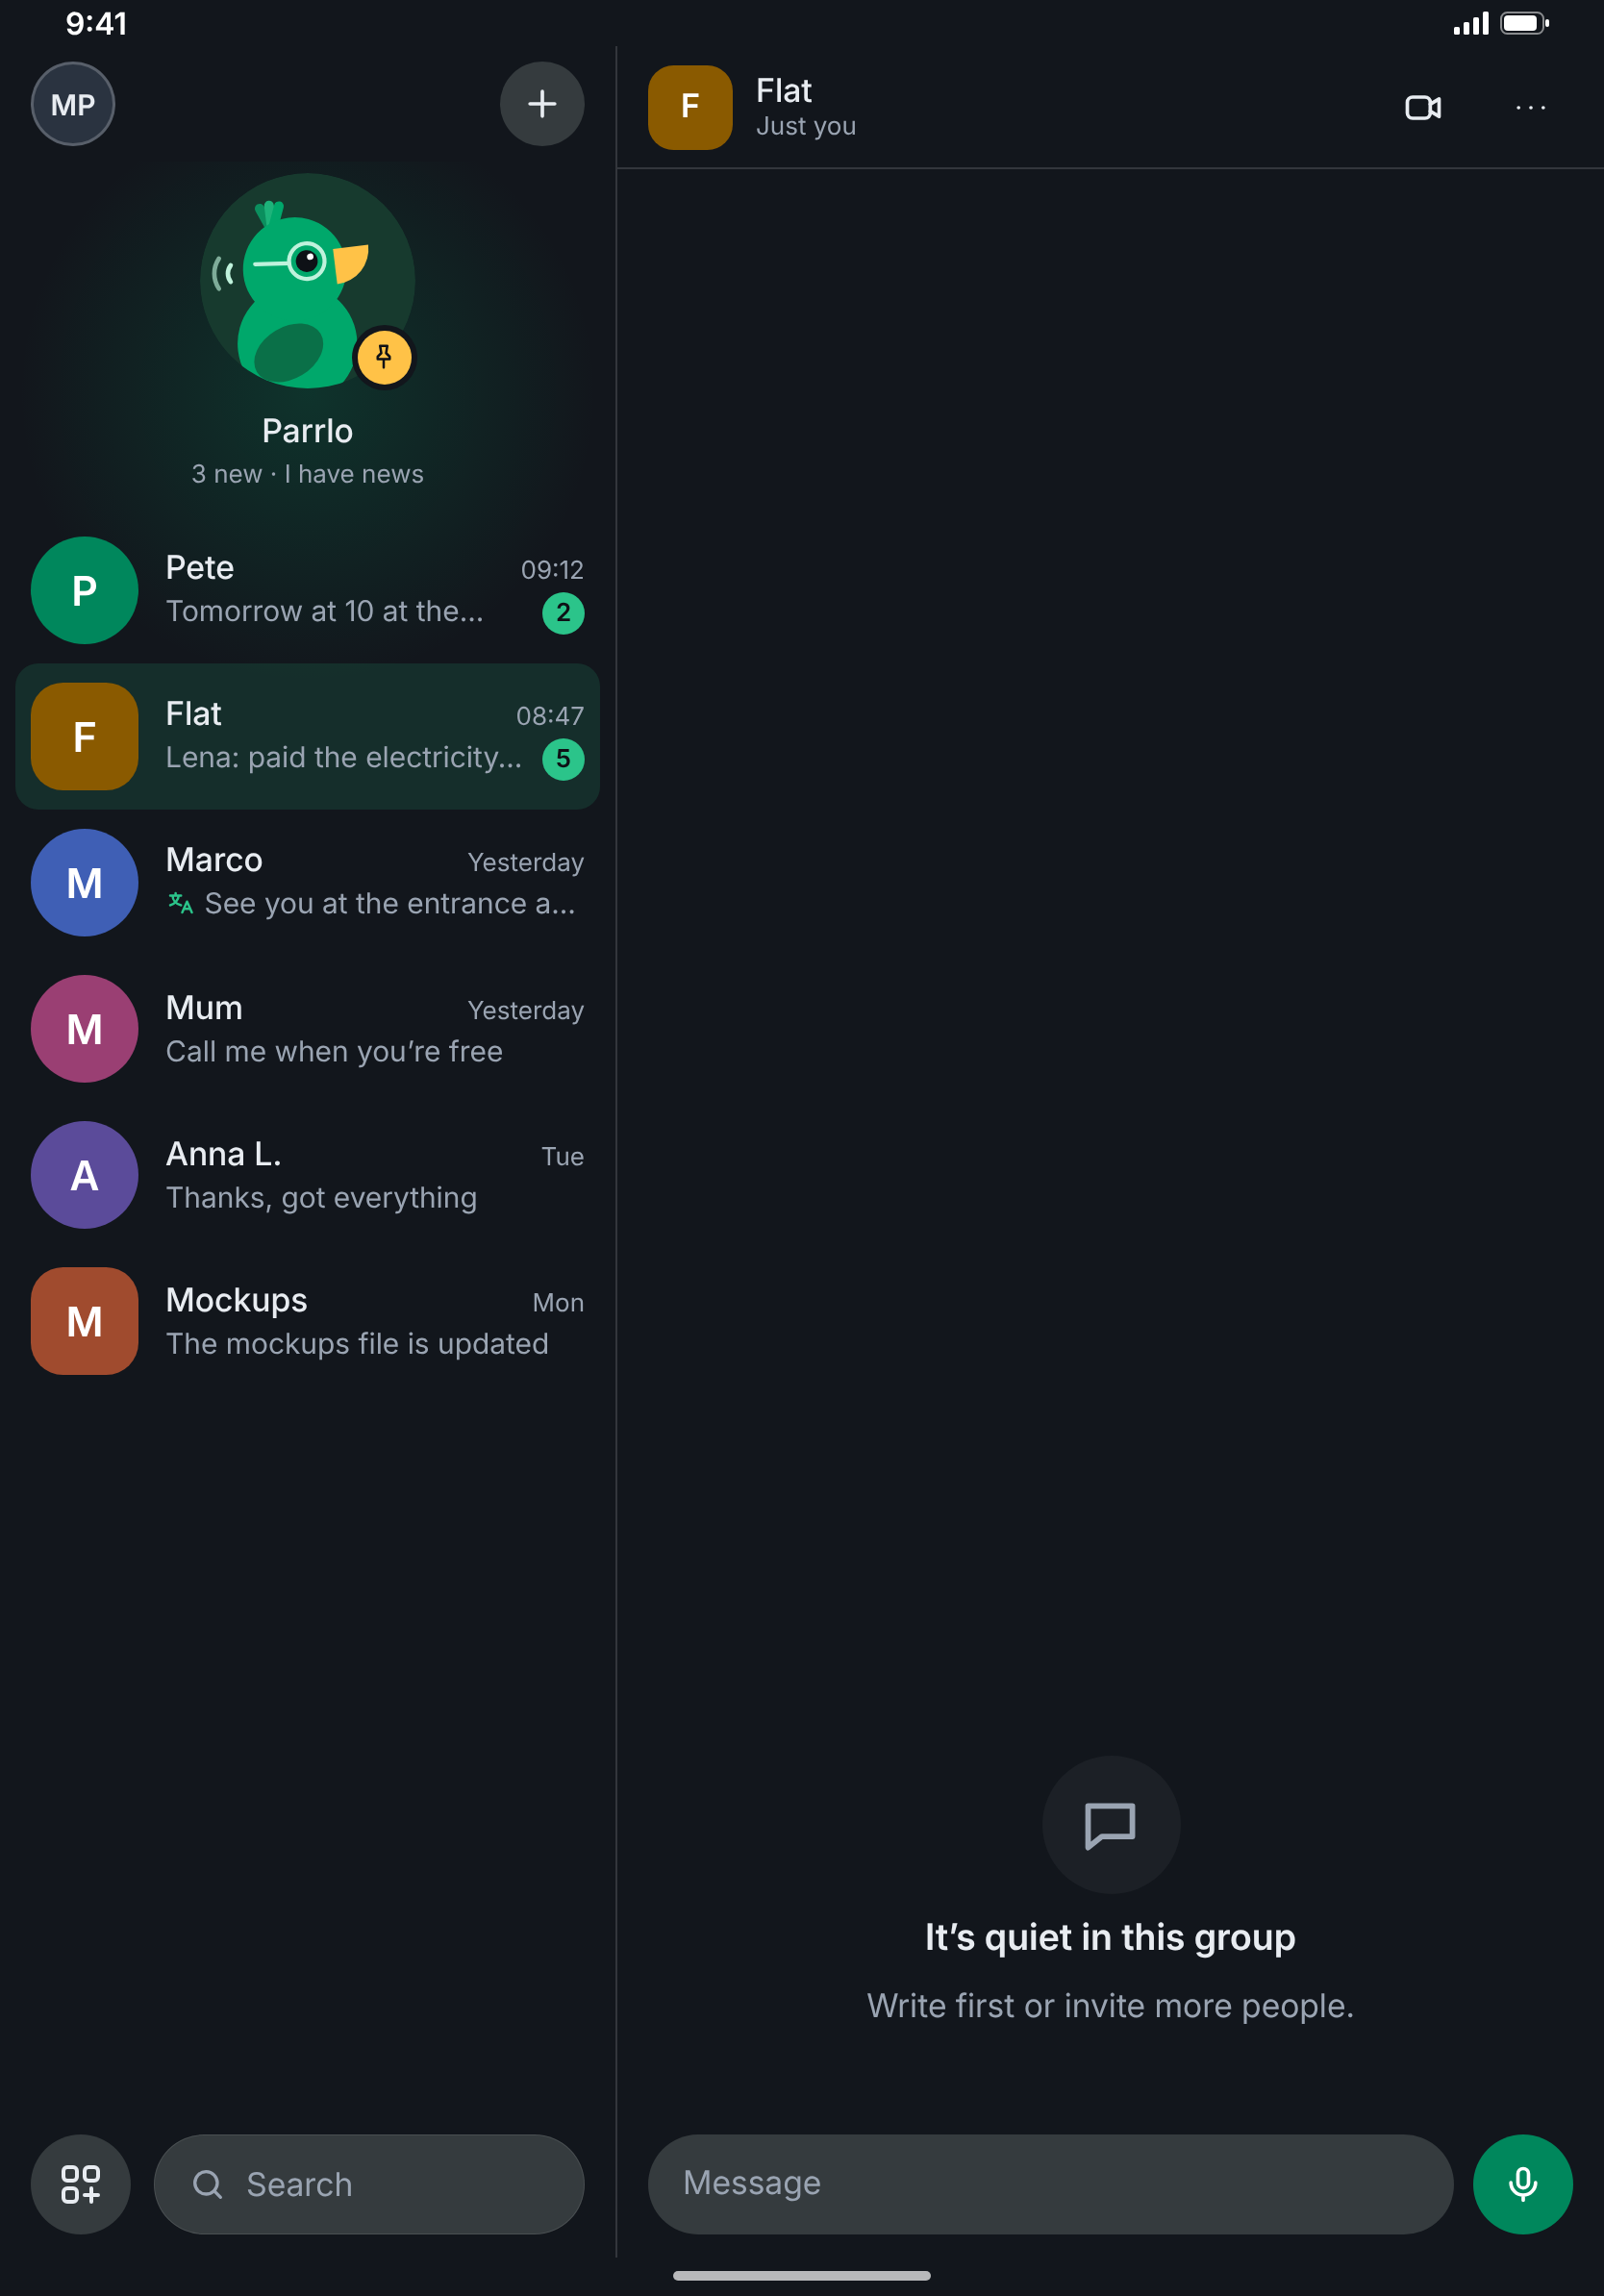 9:41
MP
Parrlo
3 new · I have news
P
Pete
09:12
Tomorrow at 10 at the...
2
F
Flat
08:47
Lena: paid the electricity...
5
M
Marco
Yesterday
See you at the entrance a...
M
Mum
Yesterday
Call me when you’re free
A
Anna L.
Tue
Thanks, got everything
M
Mockups
Mon
The mockups file is updated
Search
F
Flat
Just you
It’s quiet in this group
Write first or invite more people.
Message